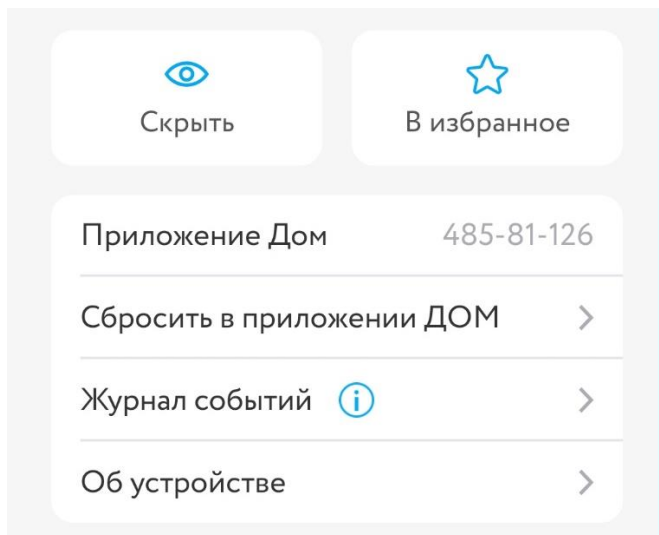 Скрыть
В избранное
Приложение Дом 485-81-126
Сбросить в приложении ДОМ
Журнал событий
Об устройстве